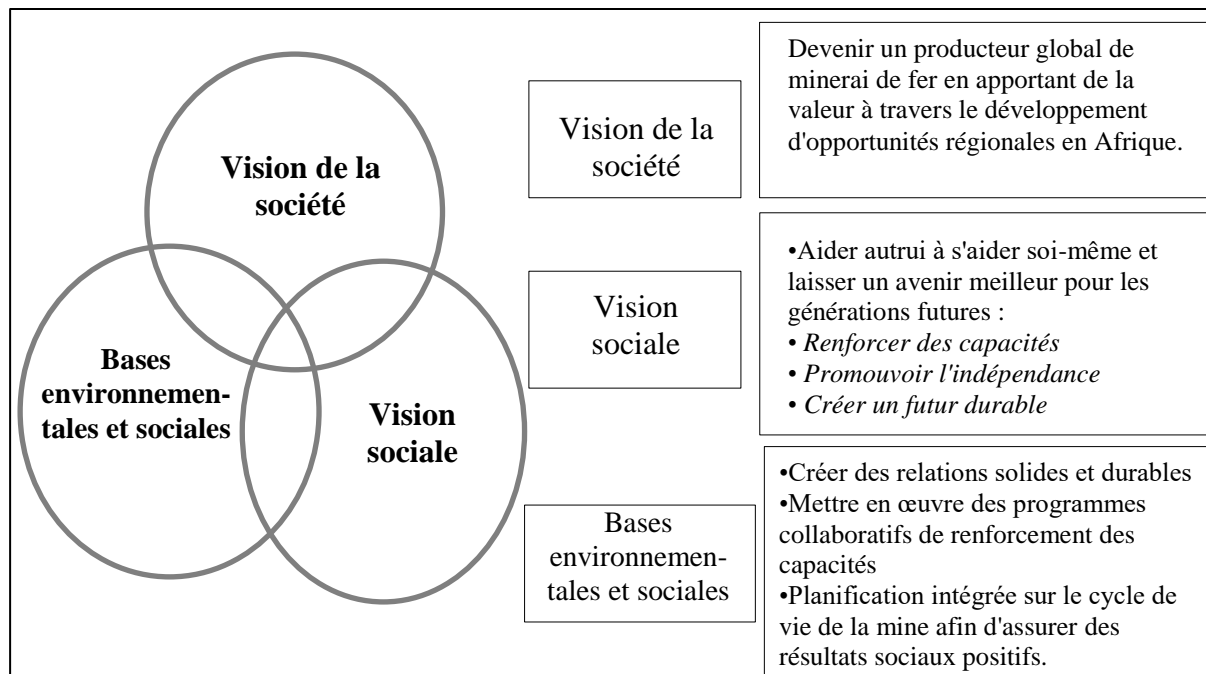 Vision de la
société
Bases
environnemen-
tales et sociales
Vision
sociale
Vision de la
société
Devenir un producteur global de
minerai de fer en apportant de la
valeur à travers le développement
d'opportunités régionales en Afrique.
Vision
sociale
•Aider autrui à s'aider soi-même et
laisser un avenir meilleur pour les
générations futures :
• Renforcer des capacités
• Promouvoir l'indépendance
• Créer un futur durable
Bases
environnemen-
tales et sociales
•Créer des relations solides et durables
•Mettre en œuvre des programmes
collaboratifs de renforcement des
capacités
•Planification intégrée sur le cycle de
vie de la mine afin d'assurer des
résultats sociaux positifs.